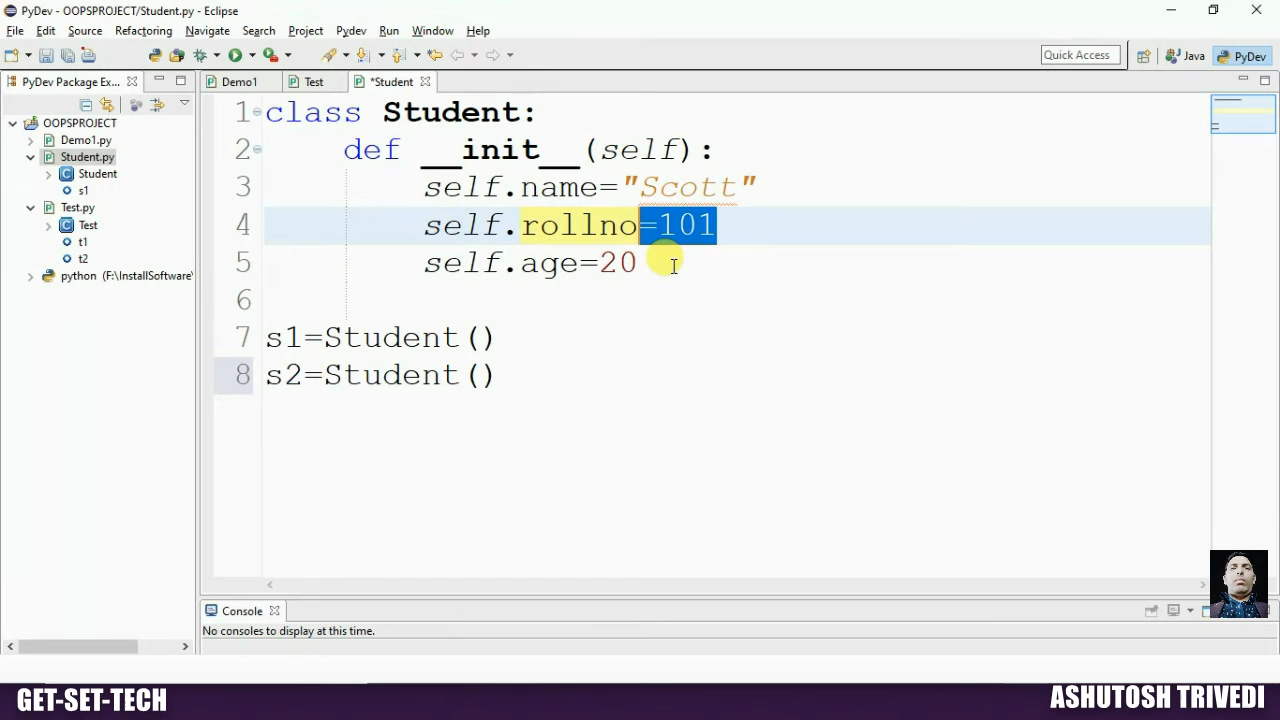 PyDev - OOPSPROJECT/Student.py - Eclipse
File Edit Source Refactoring Navigate Search Project Pydev Run Window Help
Quick Access
Java
PyDev
PyDev Package Ex...
Demo1
Test
*Student
OOPSPROJECT
Demo1.py
Student.py
Student
s1
Test.py
Test
t1
t2
python (F:\InstallSoftware\
1 class Student:
2 def __init__(self):
3 self.name="Scott"
4 self.rollno=101
5 self.age=20
6
7 s1=Student()
8 s2=Student()
Console
No consoles to display at this time.
GET-SET-TECH
ASHUTOSH TRIVEDI